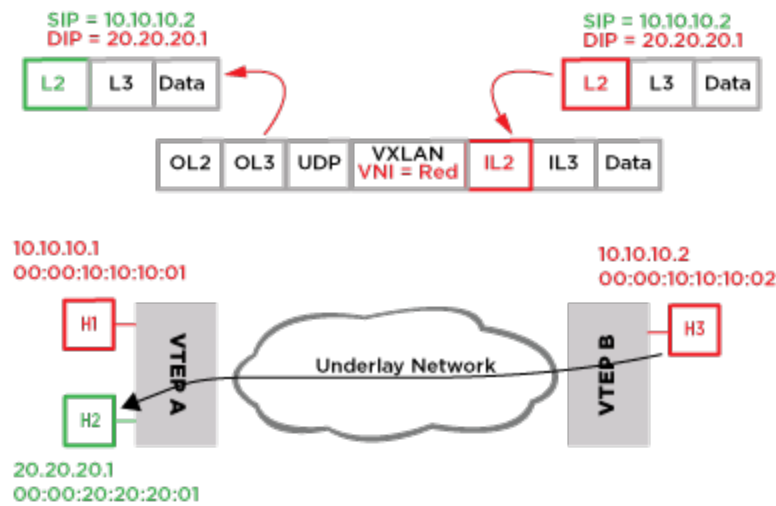 SIP = 10.10.10.2
DIP = 20.20.20.1
L2 L3 Data
SIP = 10.10.10.2
DIP = 20.20.20.1
L2 L3 Data
OL2 OL3 UDP VXLAN VNI = Red IL2 IL3 Data
10.10.10.1
00:00:10:10:10:01
10.10.10.2
00:00:10:10:10:02
H1
VTEP A
Underlay Network
VTEP B
H3
H2
20.20.20.1
00:00:20:20:20:01